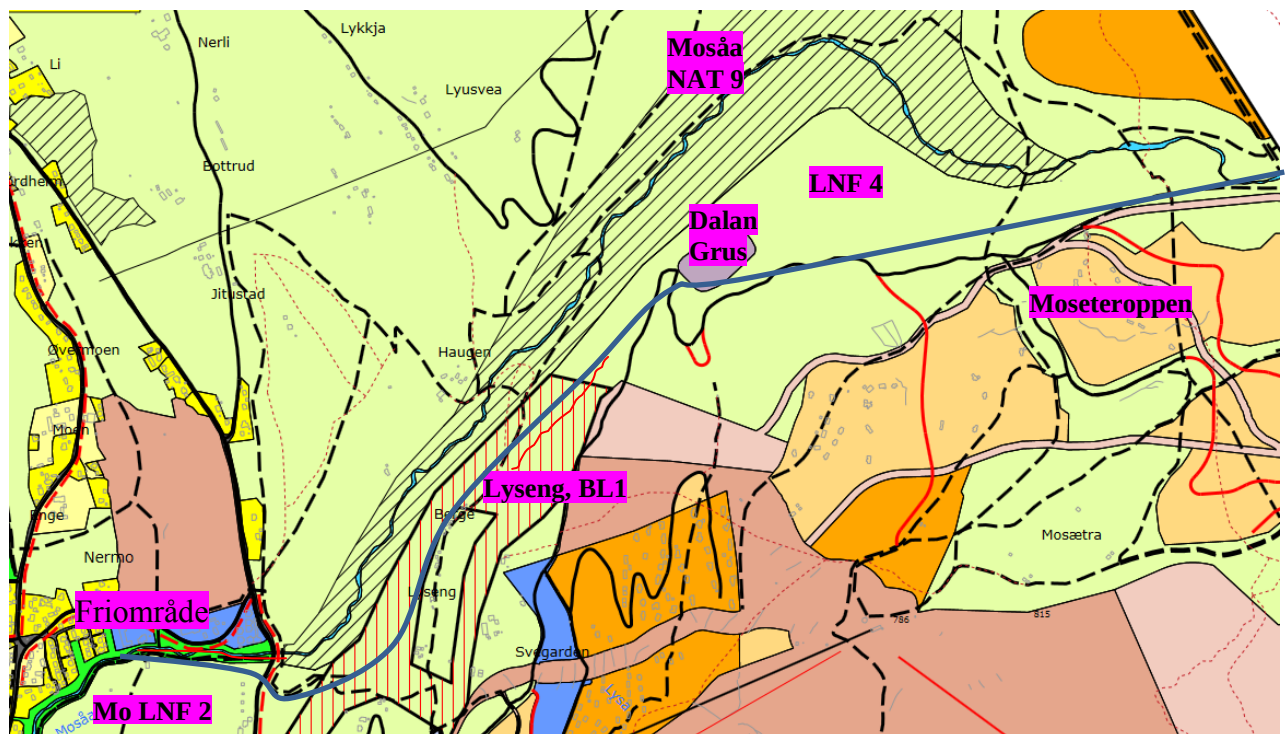 Lykkja
Nerli
Mosåa
NAT 9
Li
Lyusvea
Bottrud
LNF 4
Dalan
Grus
Jitustad
Moseteroppen
Øvermoen
Haugen
Moen
Lyseng, BL1
Enge
Berge
Nermo
Mosætra
Lyseng
Friområde
786
815
Svegarden
Lysa
Mo LNF 2
Mosåa